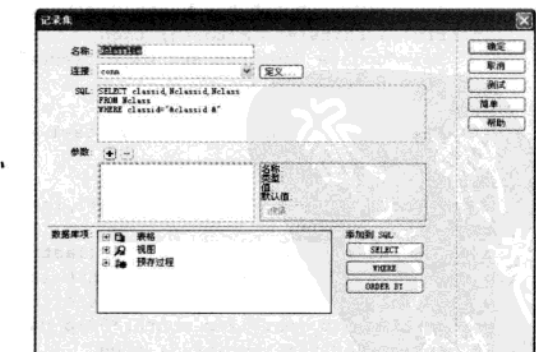 记录集
名称:
确定
连接: conn 定义...
取消
SQL: SELECT classid,Nclassid,Nclass
FROM Nclass
WHERE classid="&classid &"
测试
简单...
帮助
参数:
名称:
类型:
值:
默认值:
编辑
数据库项:
表格
视图
预存过程
添加到 SQL:
SELECT
WHERE
ORDER BY